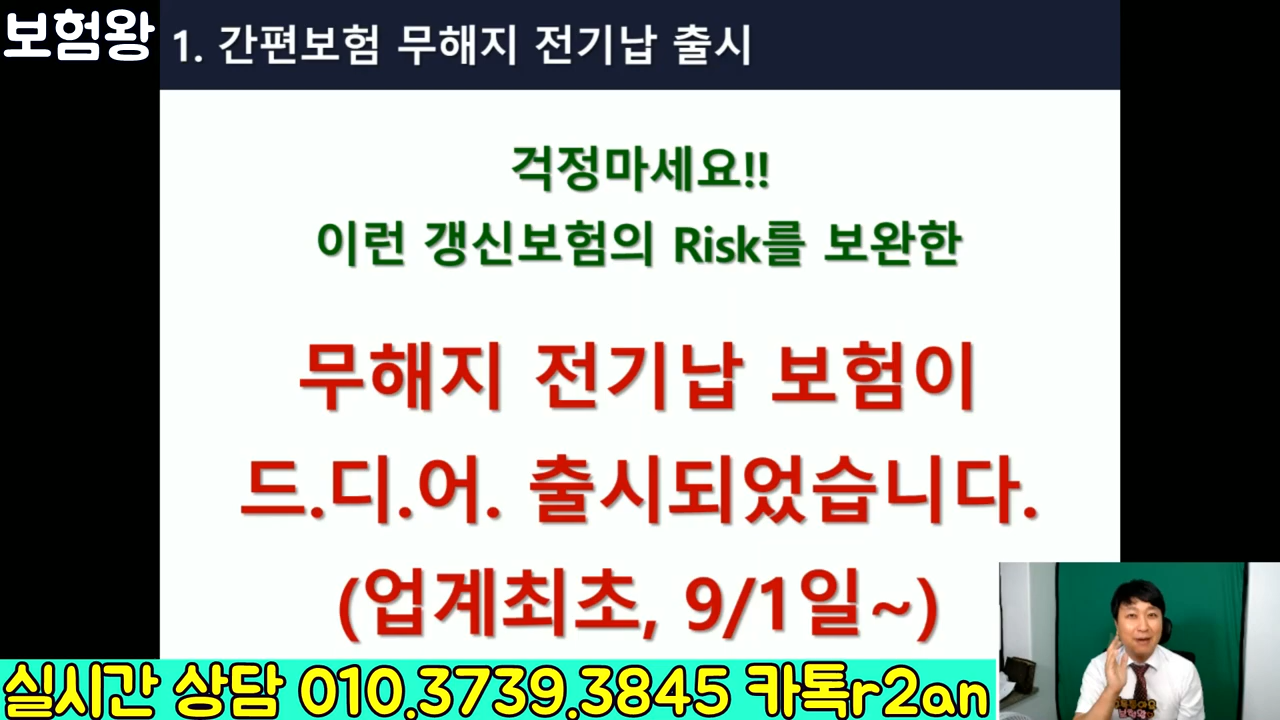 보험왕
1. 간편보험 무해지 전기납 출시
걱정마세요!!
이런 갱신보험의 Risk를 보완한
무해지 전기납 보험이
드.디.어. 출시되었습니다.
(업계최초, 9/1일~)
실시간 상담 010.3739.3845 카톡r2an